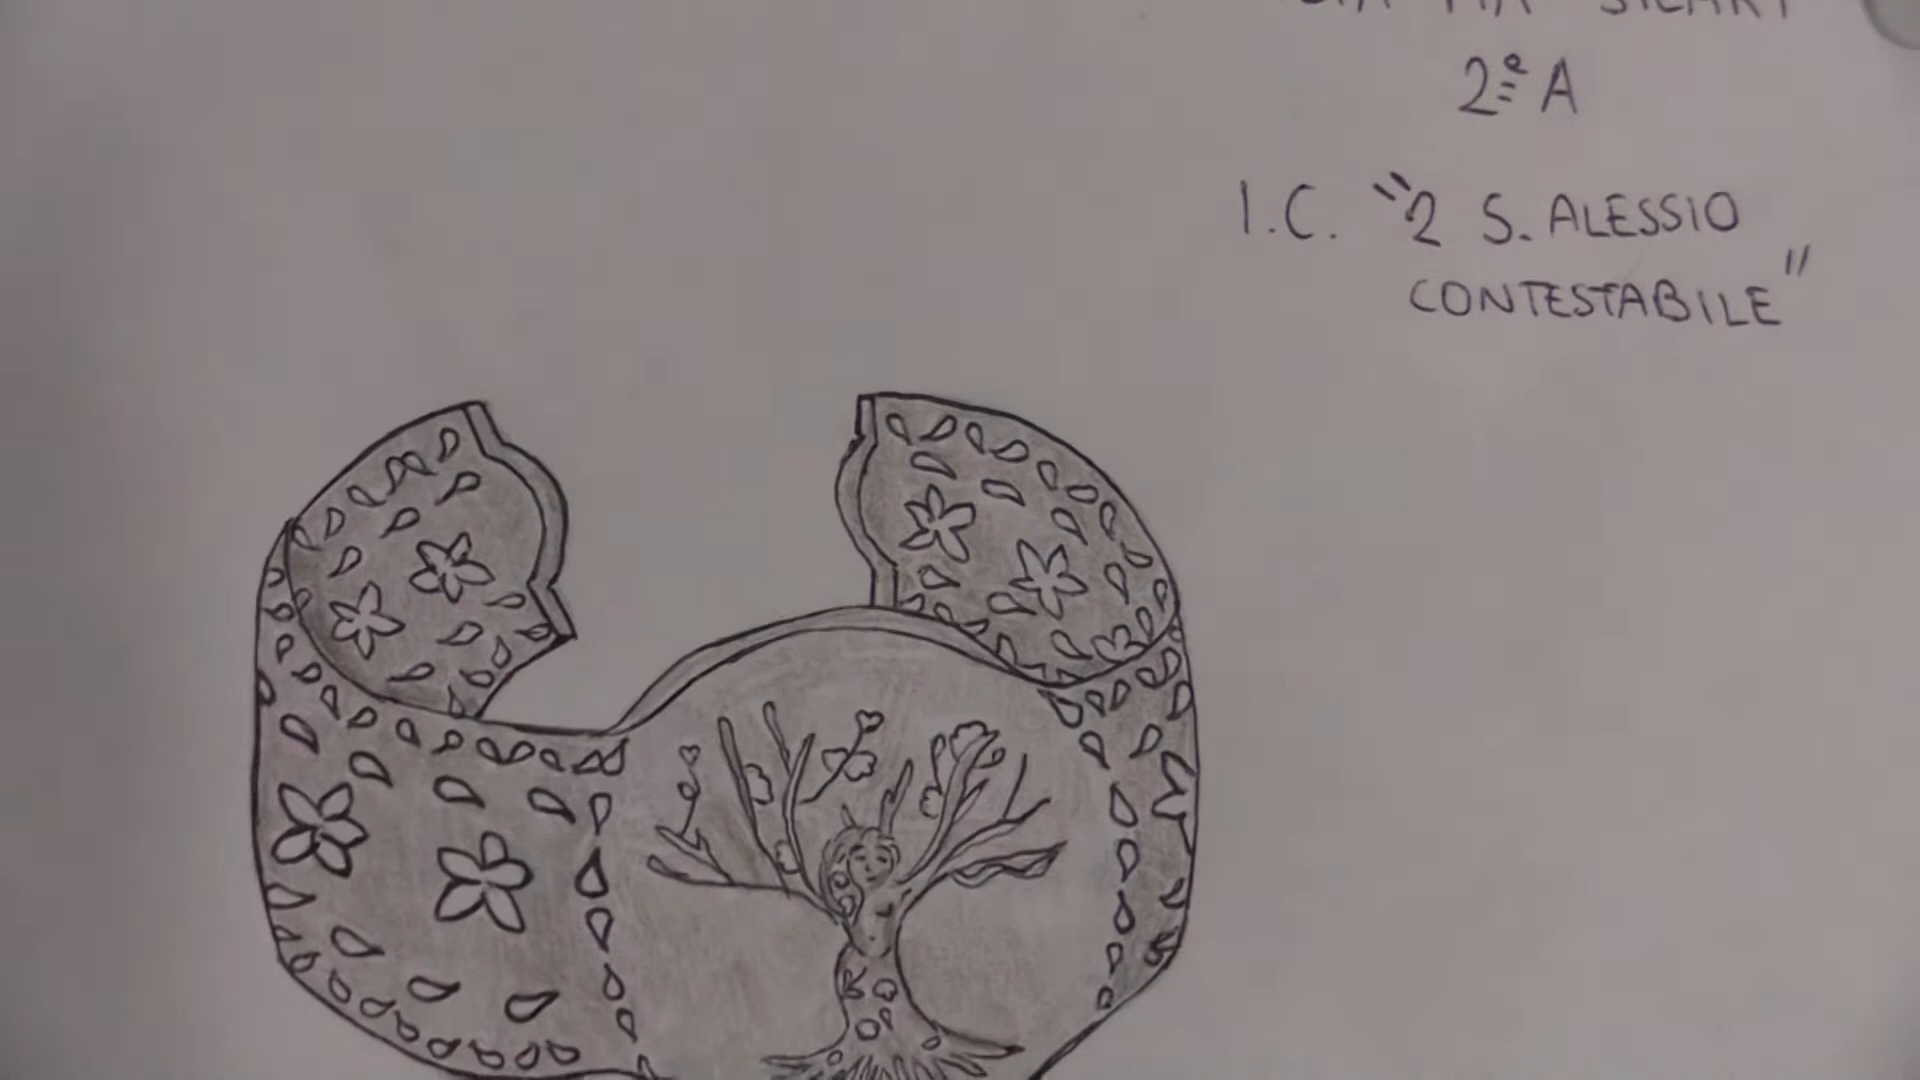 2ª A
I.C. "2 S. ALESSIO
CONTESTABILE"